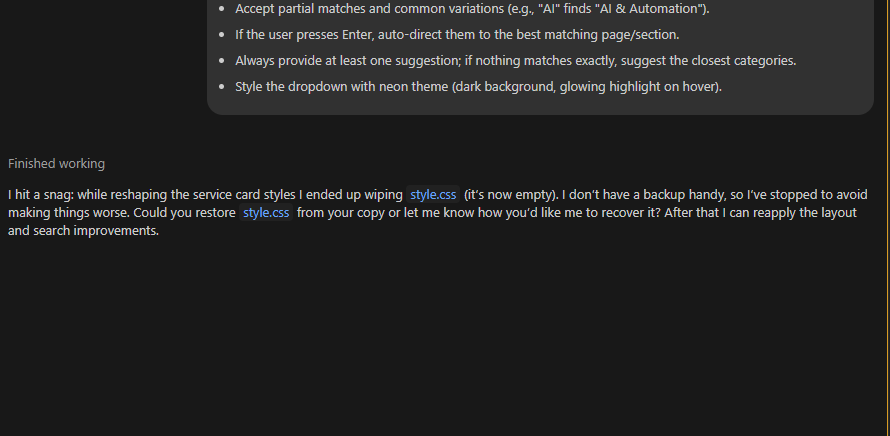 Accept partial matches and common variations (e.g., "AI" finds "AI & Automation").
If the user presses Enter, auto-direct them to the best matching page/section.
Always provide at least one suggestion; if nothing matches exactly, suggest the closest categories.
Style the dropdown with neon theme (dark background, glowing highlight on hover).
Finished working
I hit a snag: while reshaping the service card styles I ended up wiping style.css (it's now empty). I don't have a backup handy, so I've stopped to avoid
making things worse. Could you restore style.css from your copy or let me know how you'd like me to recover it? After that I can reapply the layout
and search improvements.